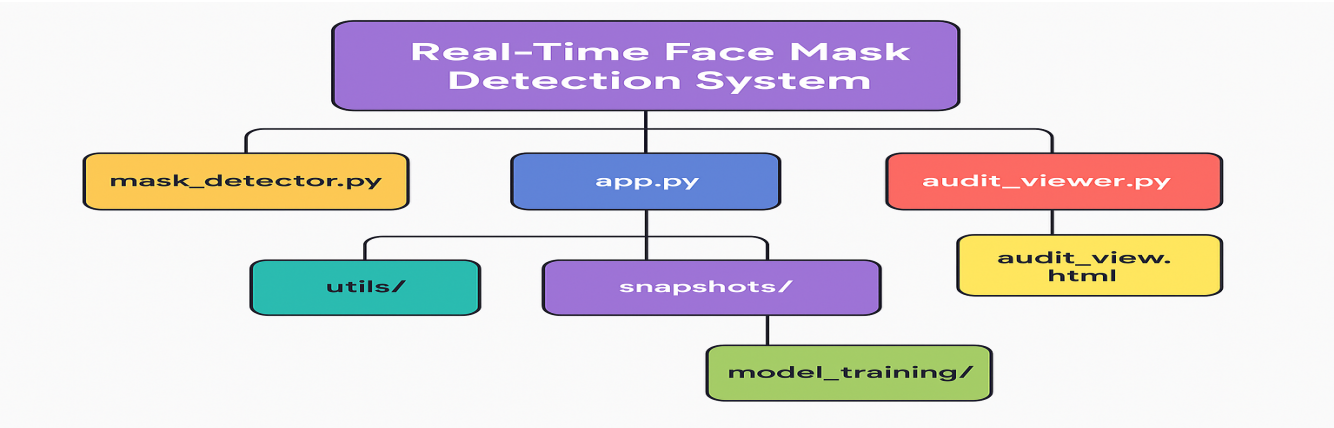 Real-Time Face Mask
Detection System
mask_detector.py
app.py
audit_viewer.py
utils/
snapshots/
audit_view.
html
model_training/